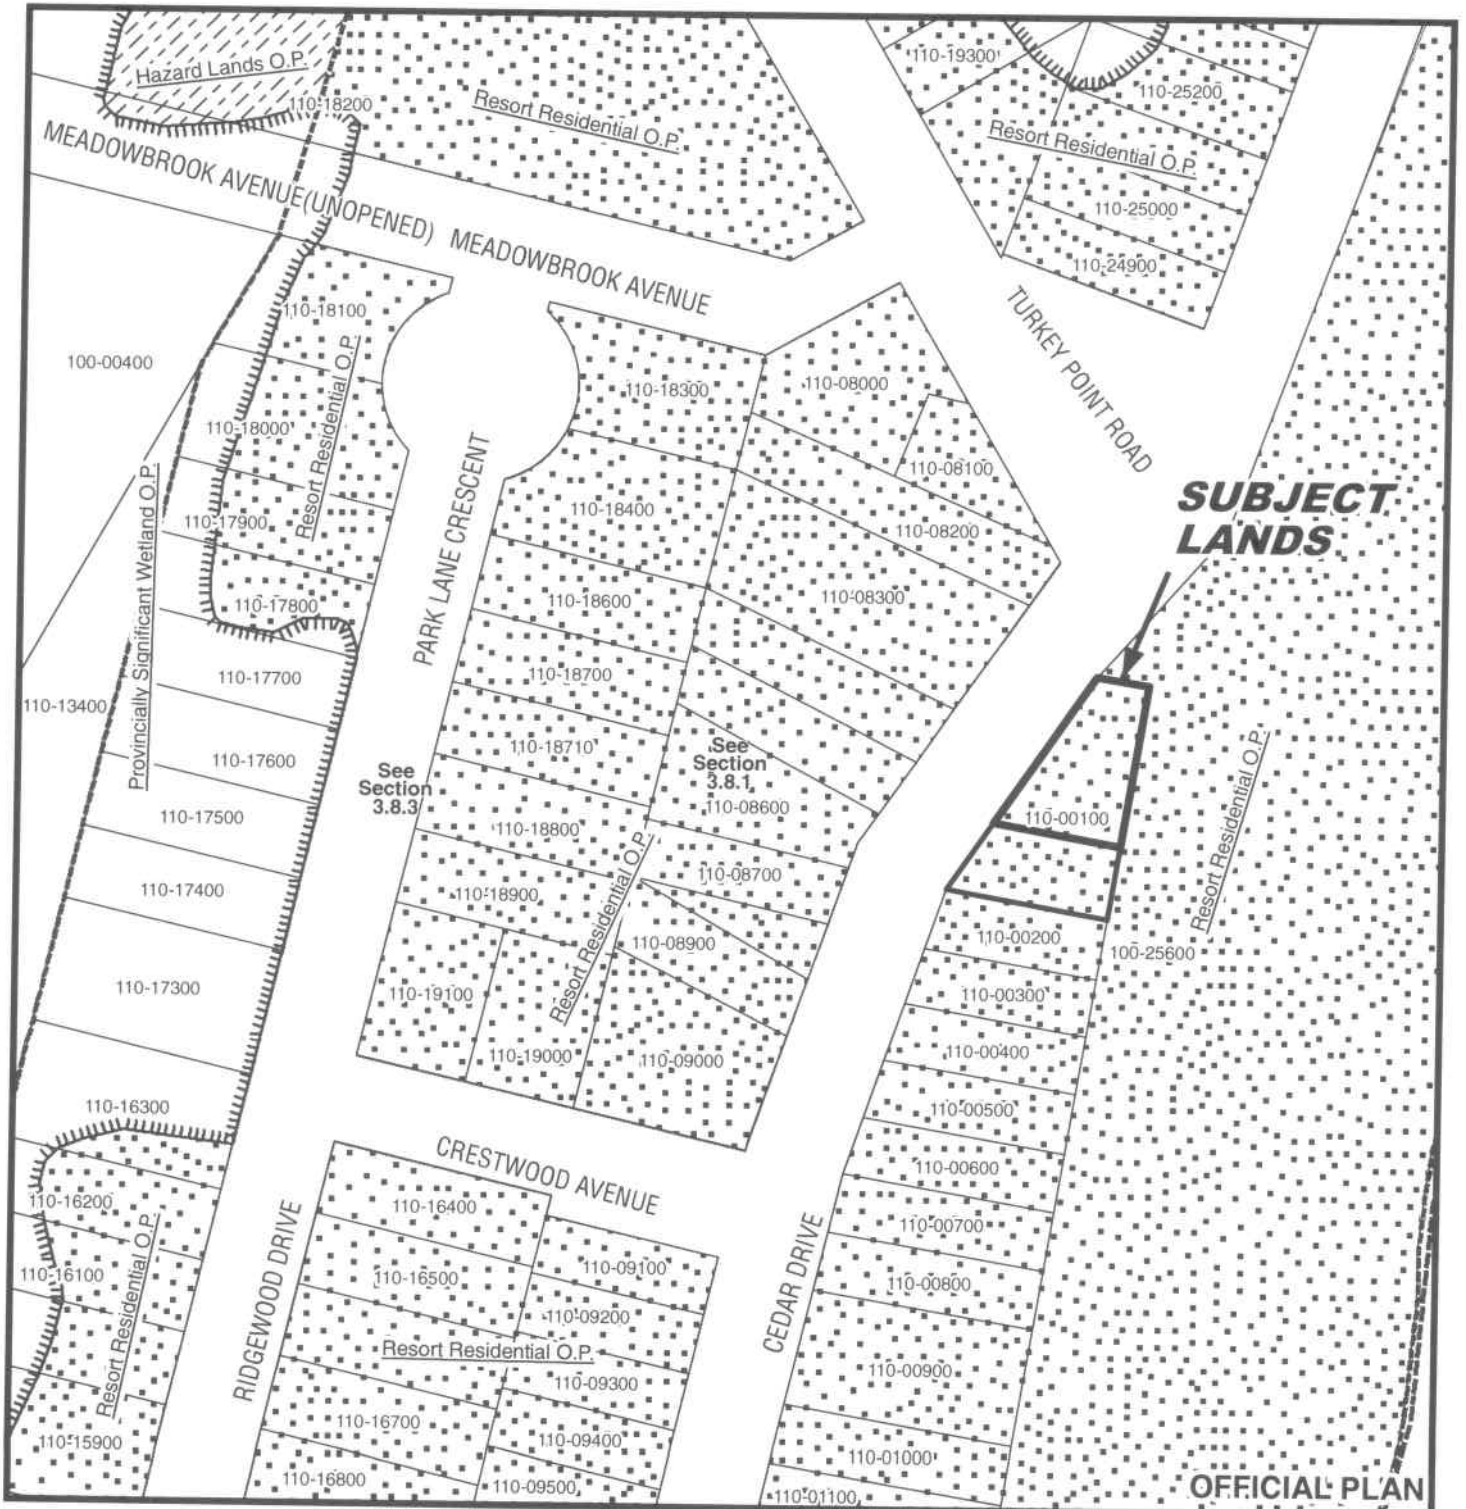 110-19300
Hazard Lands O.P.
110-25200
110-18200
Resort Residential O.P.
Resort Residential O.P.
MEADOWBROOK AVENUE(UNOPENED)
MEADOWBROOK AVENUE
110-25000
110-24900
110-18100
TURKEY POINT ROAD
100-00400
110-18300
110-08000
Resort Residential O.P.
110-18000
110-08100
PARK LANE CRESCENT
110-18400
SUBJECT
LANDS
110-17900
110-08200
Provincially Significant Wetland O.P.
110-17800
110-18600
110-08300
110-17700
110-18700
110-13400
110-17600
110-18710
See
Section
3.8.1
See
Section
3.8.3
110-08600
110-17500
110-18800
110-00100
Resort Residential O.P.
110-08700
110-17400
110-18900
Resort Residential O.P.
110-08900
110-00200
100-25600
110-17300
110-19100
110-00300
110-19000
110-09000
110-00400
110-16300
110-00500
CRESTWOOD AVENUE
110-00600
110-16200
110-16400
110-00700
RIDGEWOOD DRIVE
CEDAR DRIVE
110-16100
110-16500
110-09100
110-00800
Resort Residential O.P.
110-09200
Resort Residential O.P.
110-09300
110-00900
110-16700
110-15900
110-09400
110-01000
110-16800
110-09500
110-01100
OFFICIAL PLAN